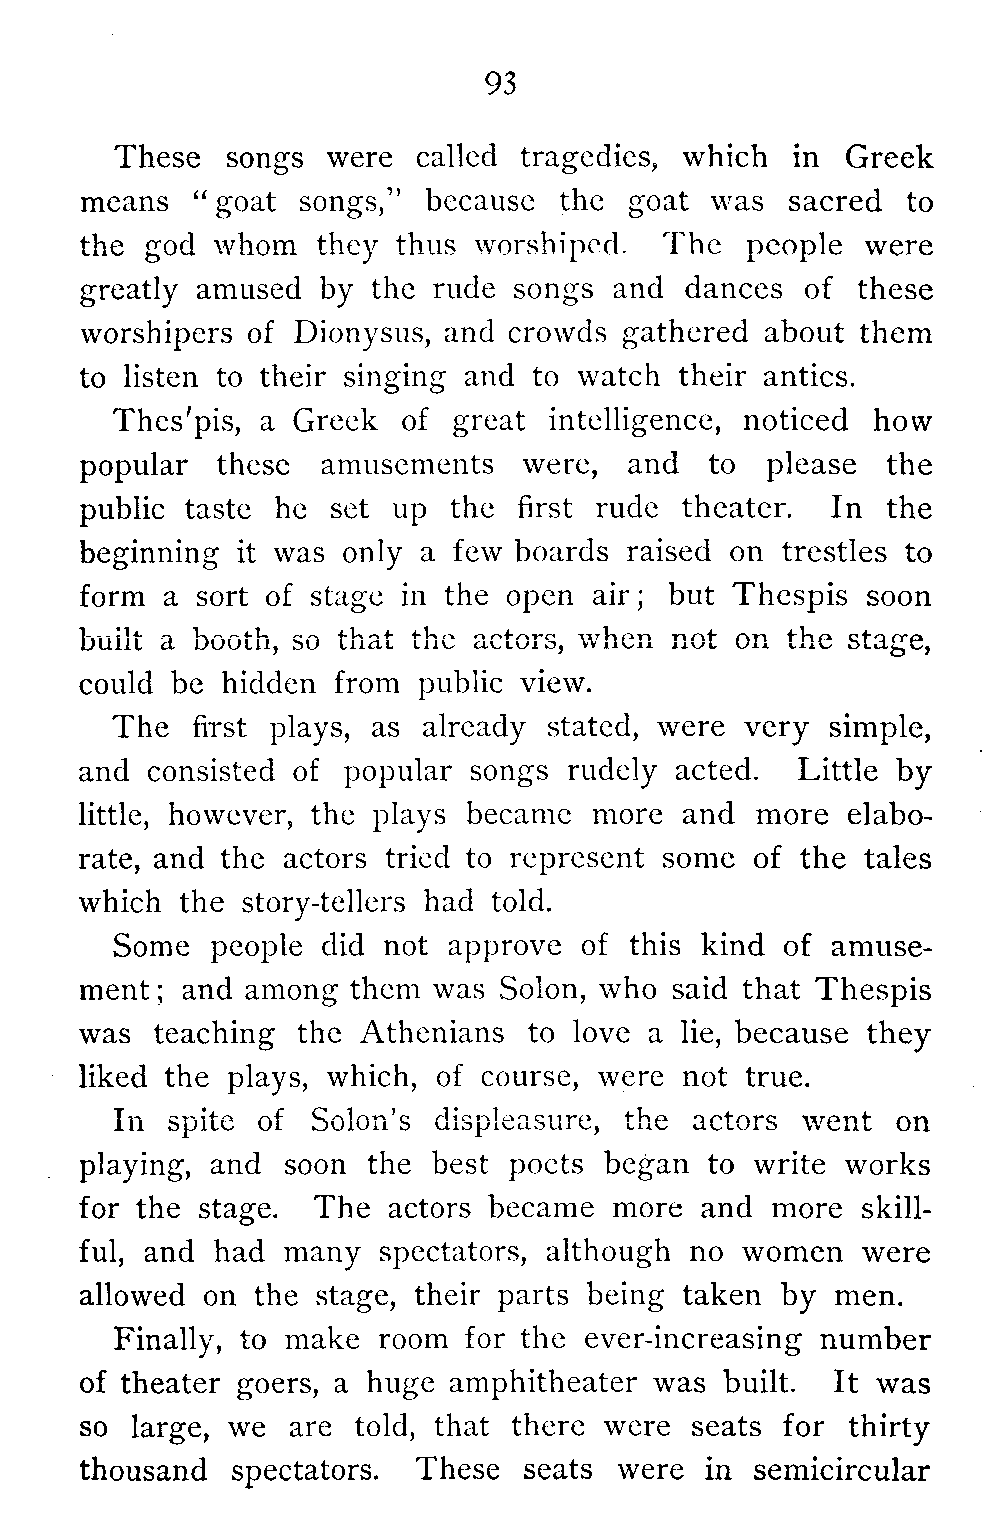 93
These songs were called tragedies, which in Greek
means “goat songs,” because the goat was sacred to
the god whom they thus worshiped. The people were
greatly amused by the rude songs and dances of these
worshipers of Dionysus, and crowds gathered about them
to listen to their singing and to watch their antics.
Thes'pis, a Greek of great intelligence, noticed how
popular these amusements were, and to please the
public taste he set up the first rude theater. In the
beginning it was only a few boards raised on trestles to
form a sort of stage in the open air; but Thespis soon
built a booth, so that the actors, when not on the stage,
could be hidden from public view.
The first plays, as already stated, were very simple,
and consisted of popular songs rudely acted. Little by
little, however, the plays became more and more elabo-
rate, and the actors tried to represent some of the tales
which the story-tellers had told.
Some people did not approve of this kind of amuse-
ment; and among them was Solon, who said that Thespis
was teaching the Athenians to love a lie, because they
liked the plays, which, of course, were not true.
In spite of Solon's displeasure, the actors went on
playing, and soon the best poets began to write works
for the stage. The actors became more and more skill-
ful, and had many spectators, although no women were
allowed on the stage, their parts being taken by men.
Finally, to make room for the ever-increasing number
of theater goers, a huge amphitheater was built. It was
so large, we are told, that there were seats for thirty
thousand spectators. These seats were in semicircular